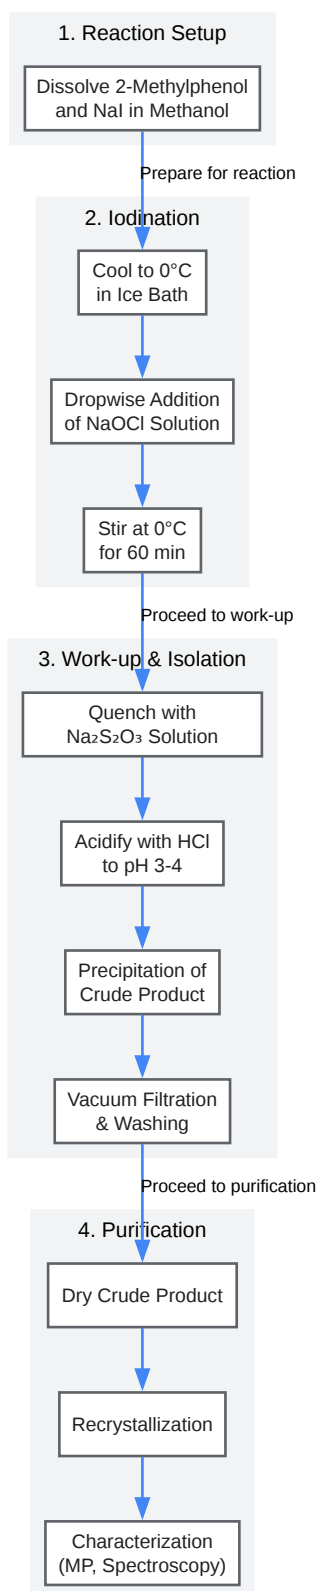 1. Reaction Setup
Dissolve 2-Methylphenol
and NaI in Methanol
Prepare for reaction
2. Iodination
Cool to 0°C
in Ice Bath
Dropwise Addition
of NaOCl Solution
Stir at 0°C
for 60 min
Proceed to work-up
3. Work-up & Isolation
Quench with
Na₂S₂O₃ Solution
Acidify with HCl
to pH 3-4
Precipitation of
Crude Product
Vacuum Filtration
& Washing
Proceed to purification
4. Purification
Dry Crude Product
Recrystallization
Characterization
(MP, Spectroscopy)